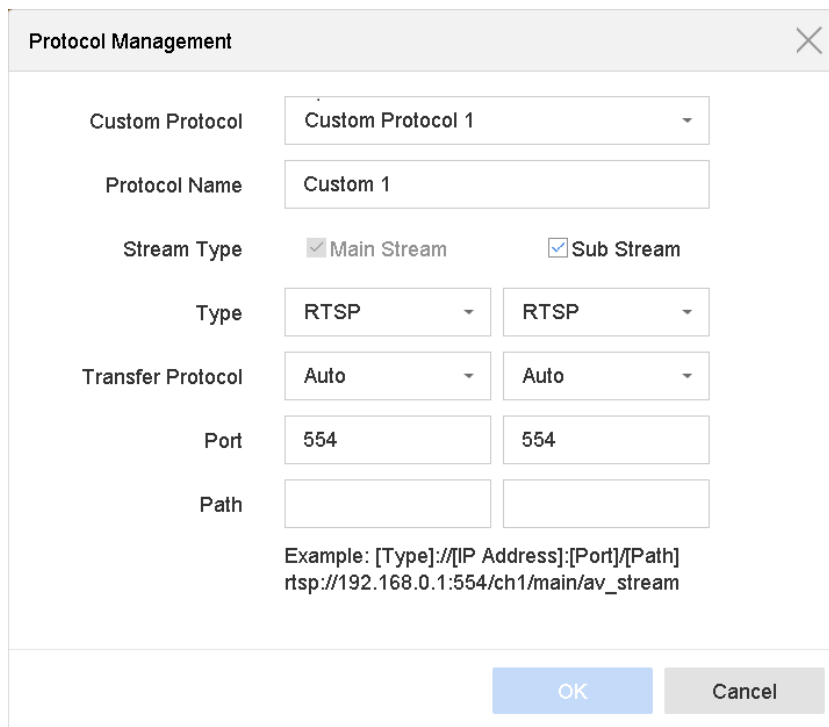 Protocol Management
Custom Protocol Custom Protocol 1
Protocol Name Custom 1
Stream Type Main Stream Sub Stream
Type RTSP RTSP
Transfer Protocol Auto Auto
Port 554 554
Path
Example: [Type]://[IP Address]:[Port]/[Path]
rtsp://192.168.0.1:554/ch1/main/av_stream
OK Cancel